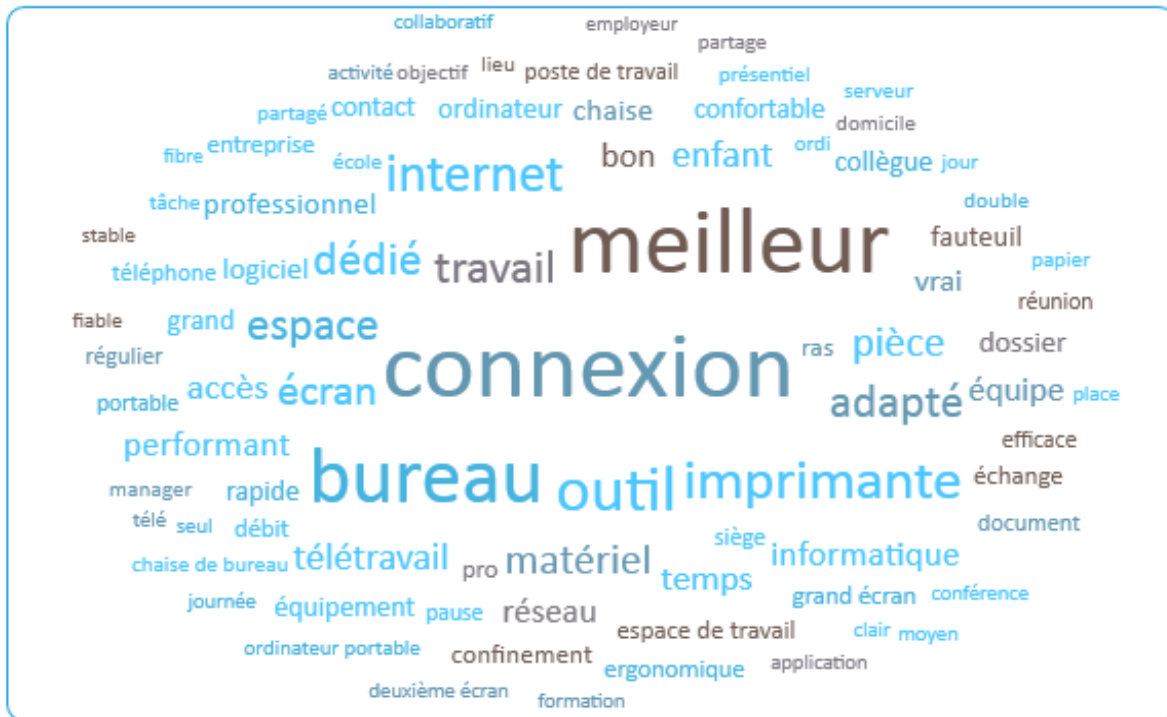 collaboratif employeur
partage
activité objectif lieu poste de travail présentiel
serveur
partagé contact ordinateur chaise confortable
domicile
fibre entreprise école internet bon enfant ordi collègue jour
tâche professionnel meilleur double
stable dédié travail fauteuil
téléphone logiciel vrai papier
réunion
fiable grand espace
régulier connexion ras pièce dossier
portable accès écran adapté équipe place
performant efficace
manager rapide bureau outil imprimante échange
télé seul débit document
chaise de bureau télétravail pro matériel siège informatique
temps
journée équipement pause réseau grand écran conférence
espace de travail clair moyen
ordinateur portable confinement ergonomique application
deuxième écran formation